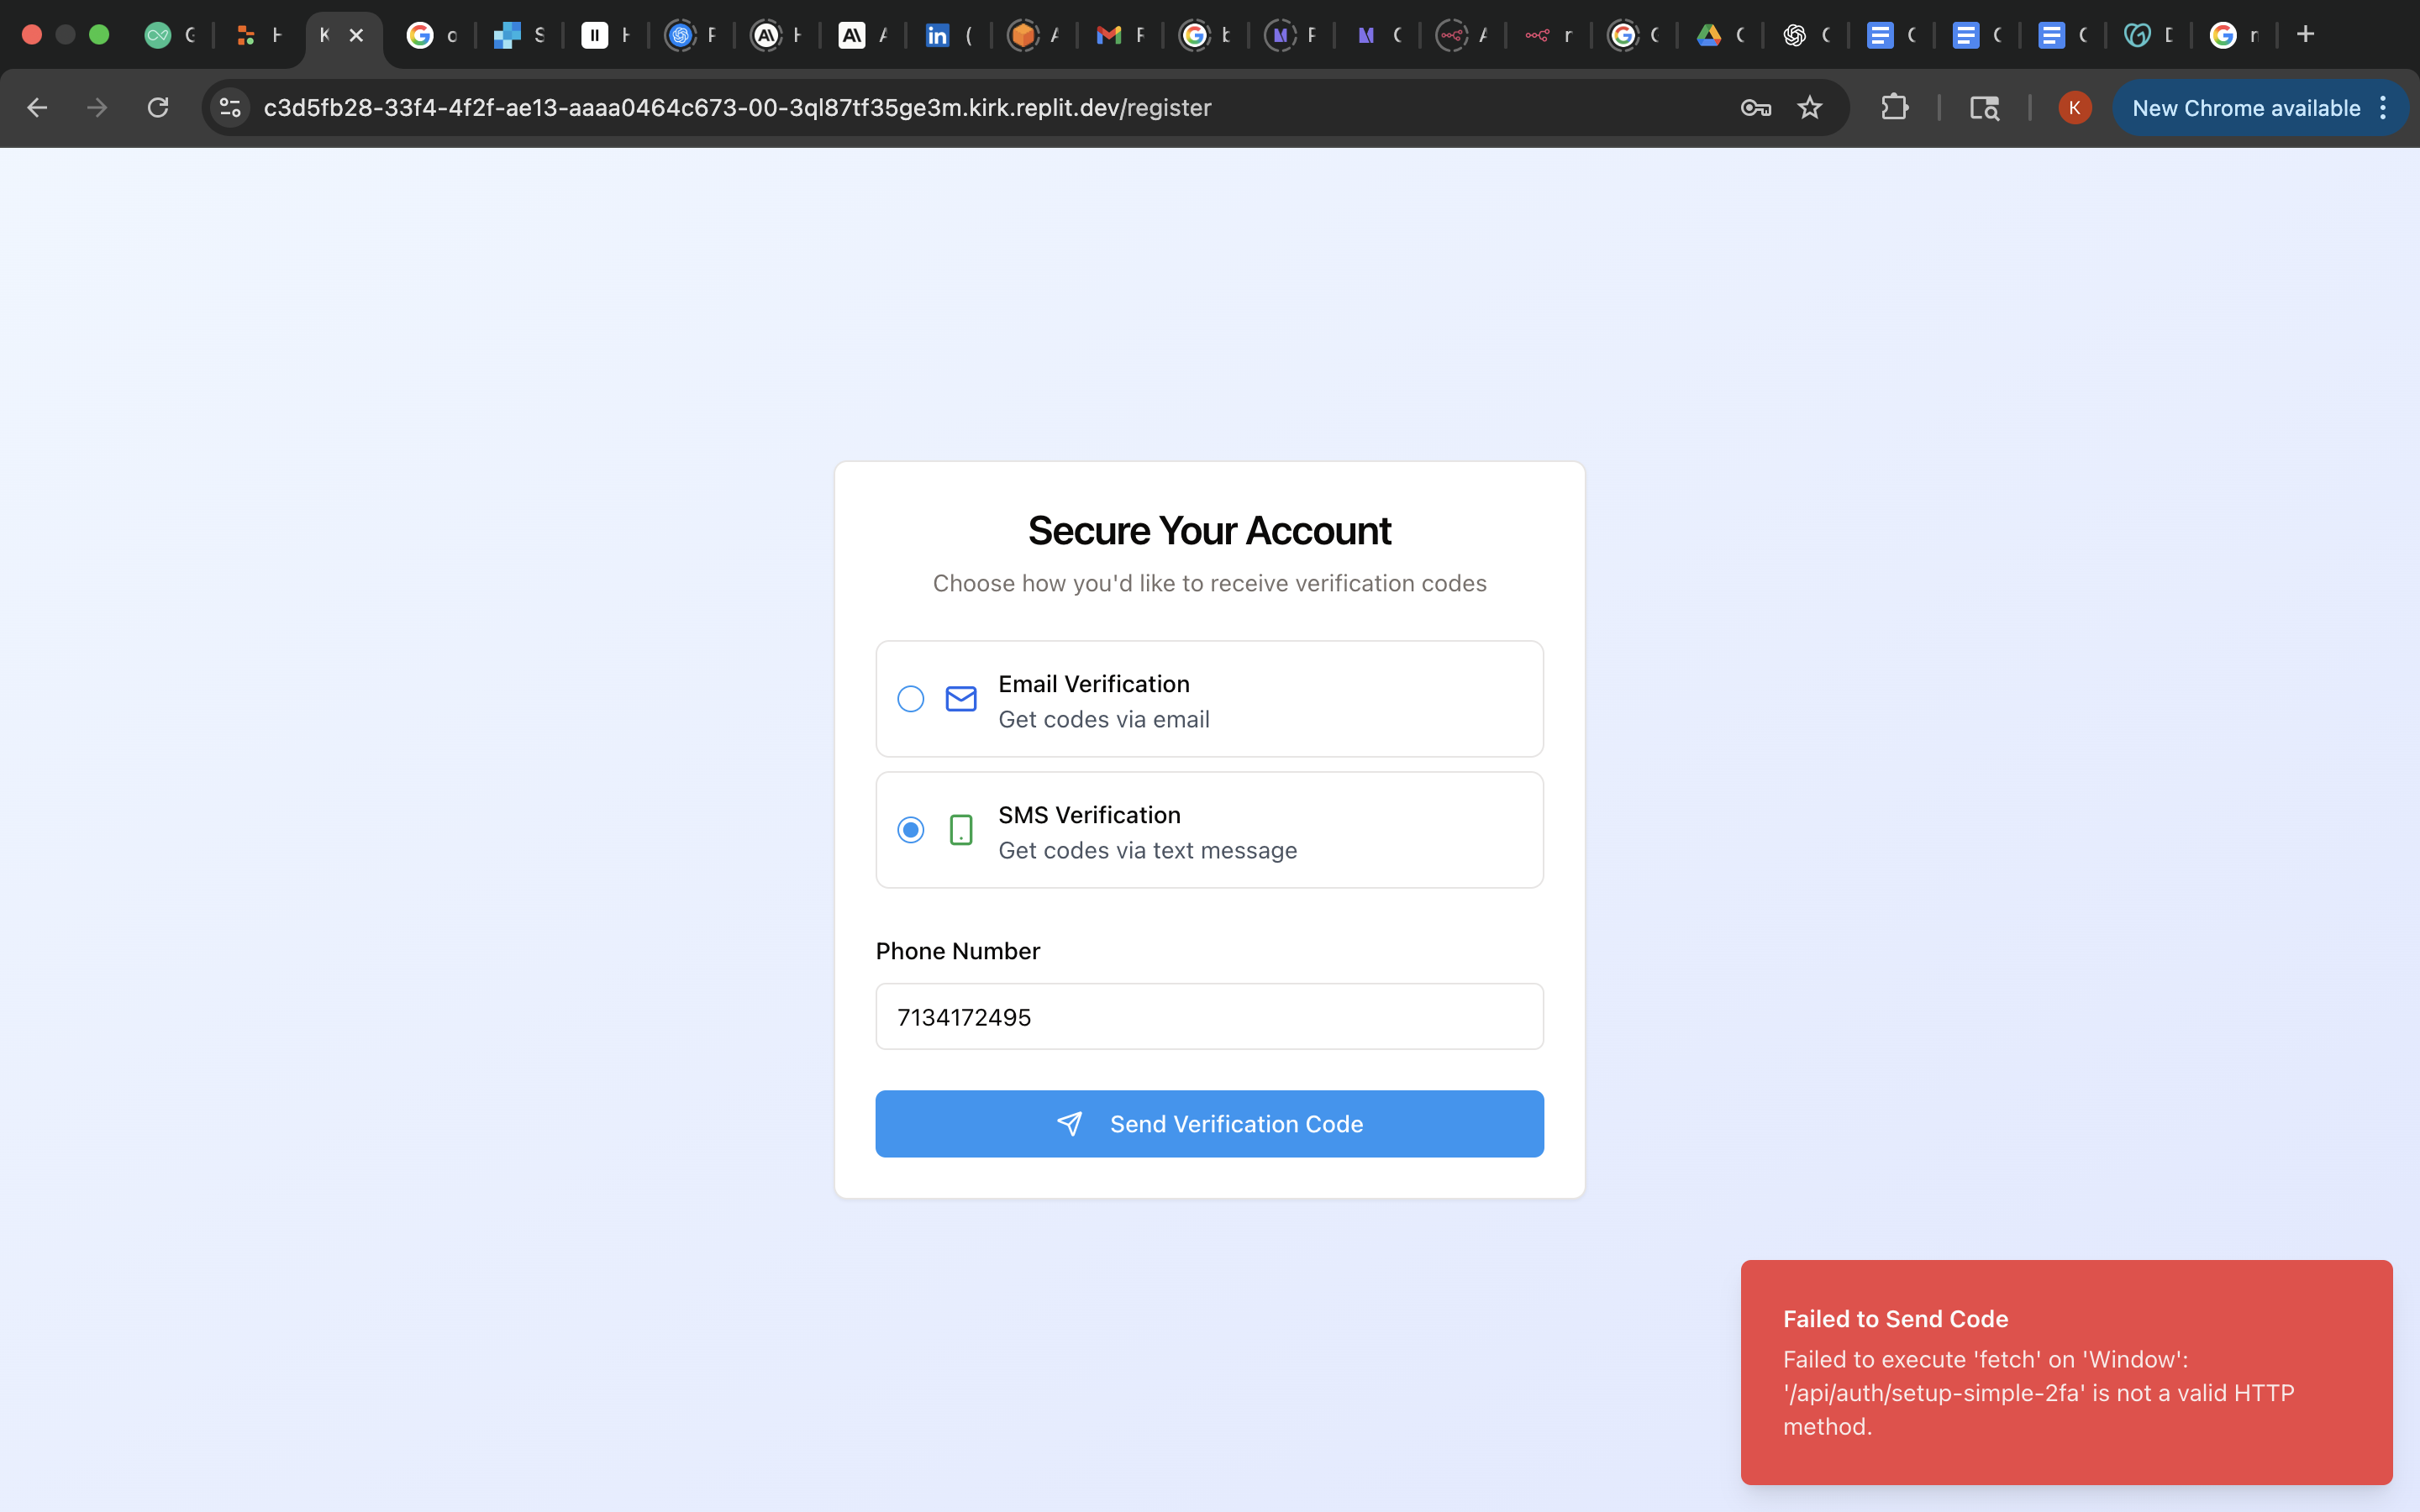 c3d5fb28-33f4-4f2f-ae13-aaaa0464c673-00-3ql87tf35ge3m.kirk.replit.dev/register
K
New Chrome available
Secure Your Account
Choose how you'd like to receive verification codes
Email Verification
Get codes via email
SMS Verification
Get codes via text message
Phone Number
7134172495
Send Verification Code
Failed to Send Code
Failed to execute 'fetch' on 'Window':
'/api/auth/setup-simple-2fa' is not a valid HTTP
method.